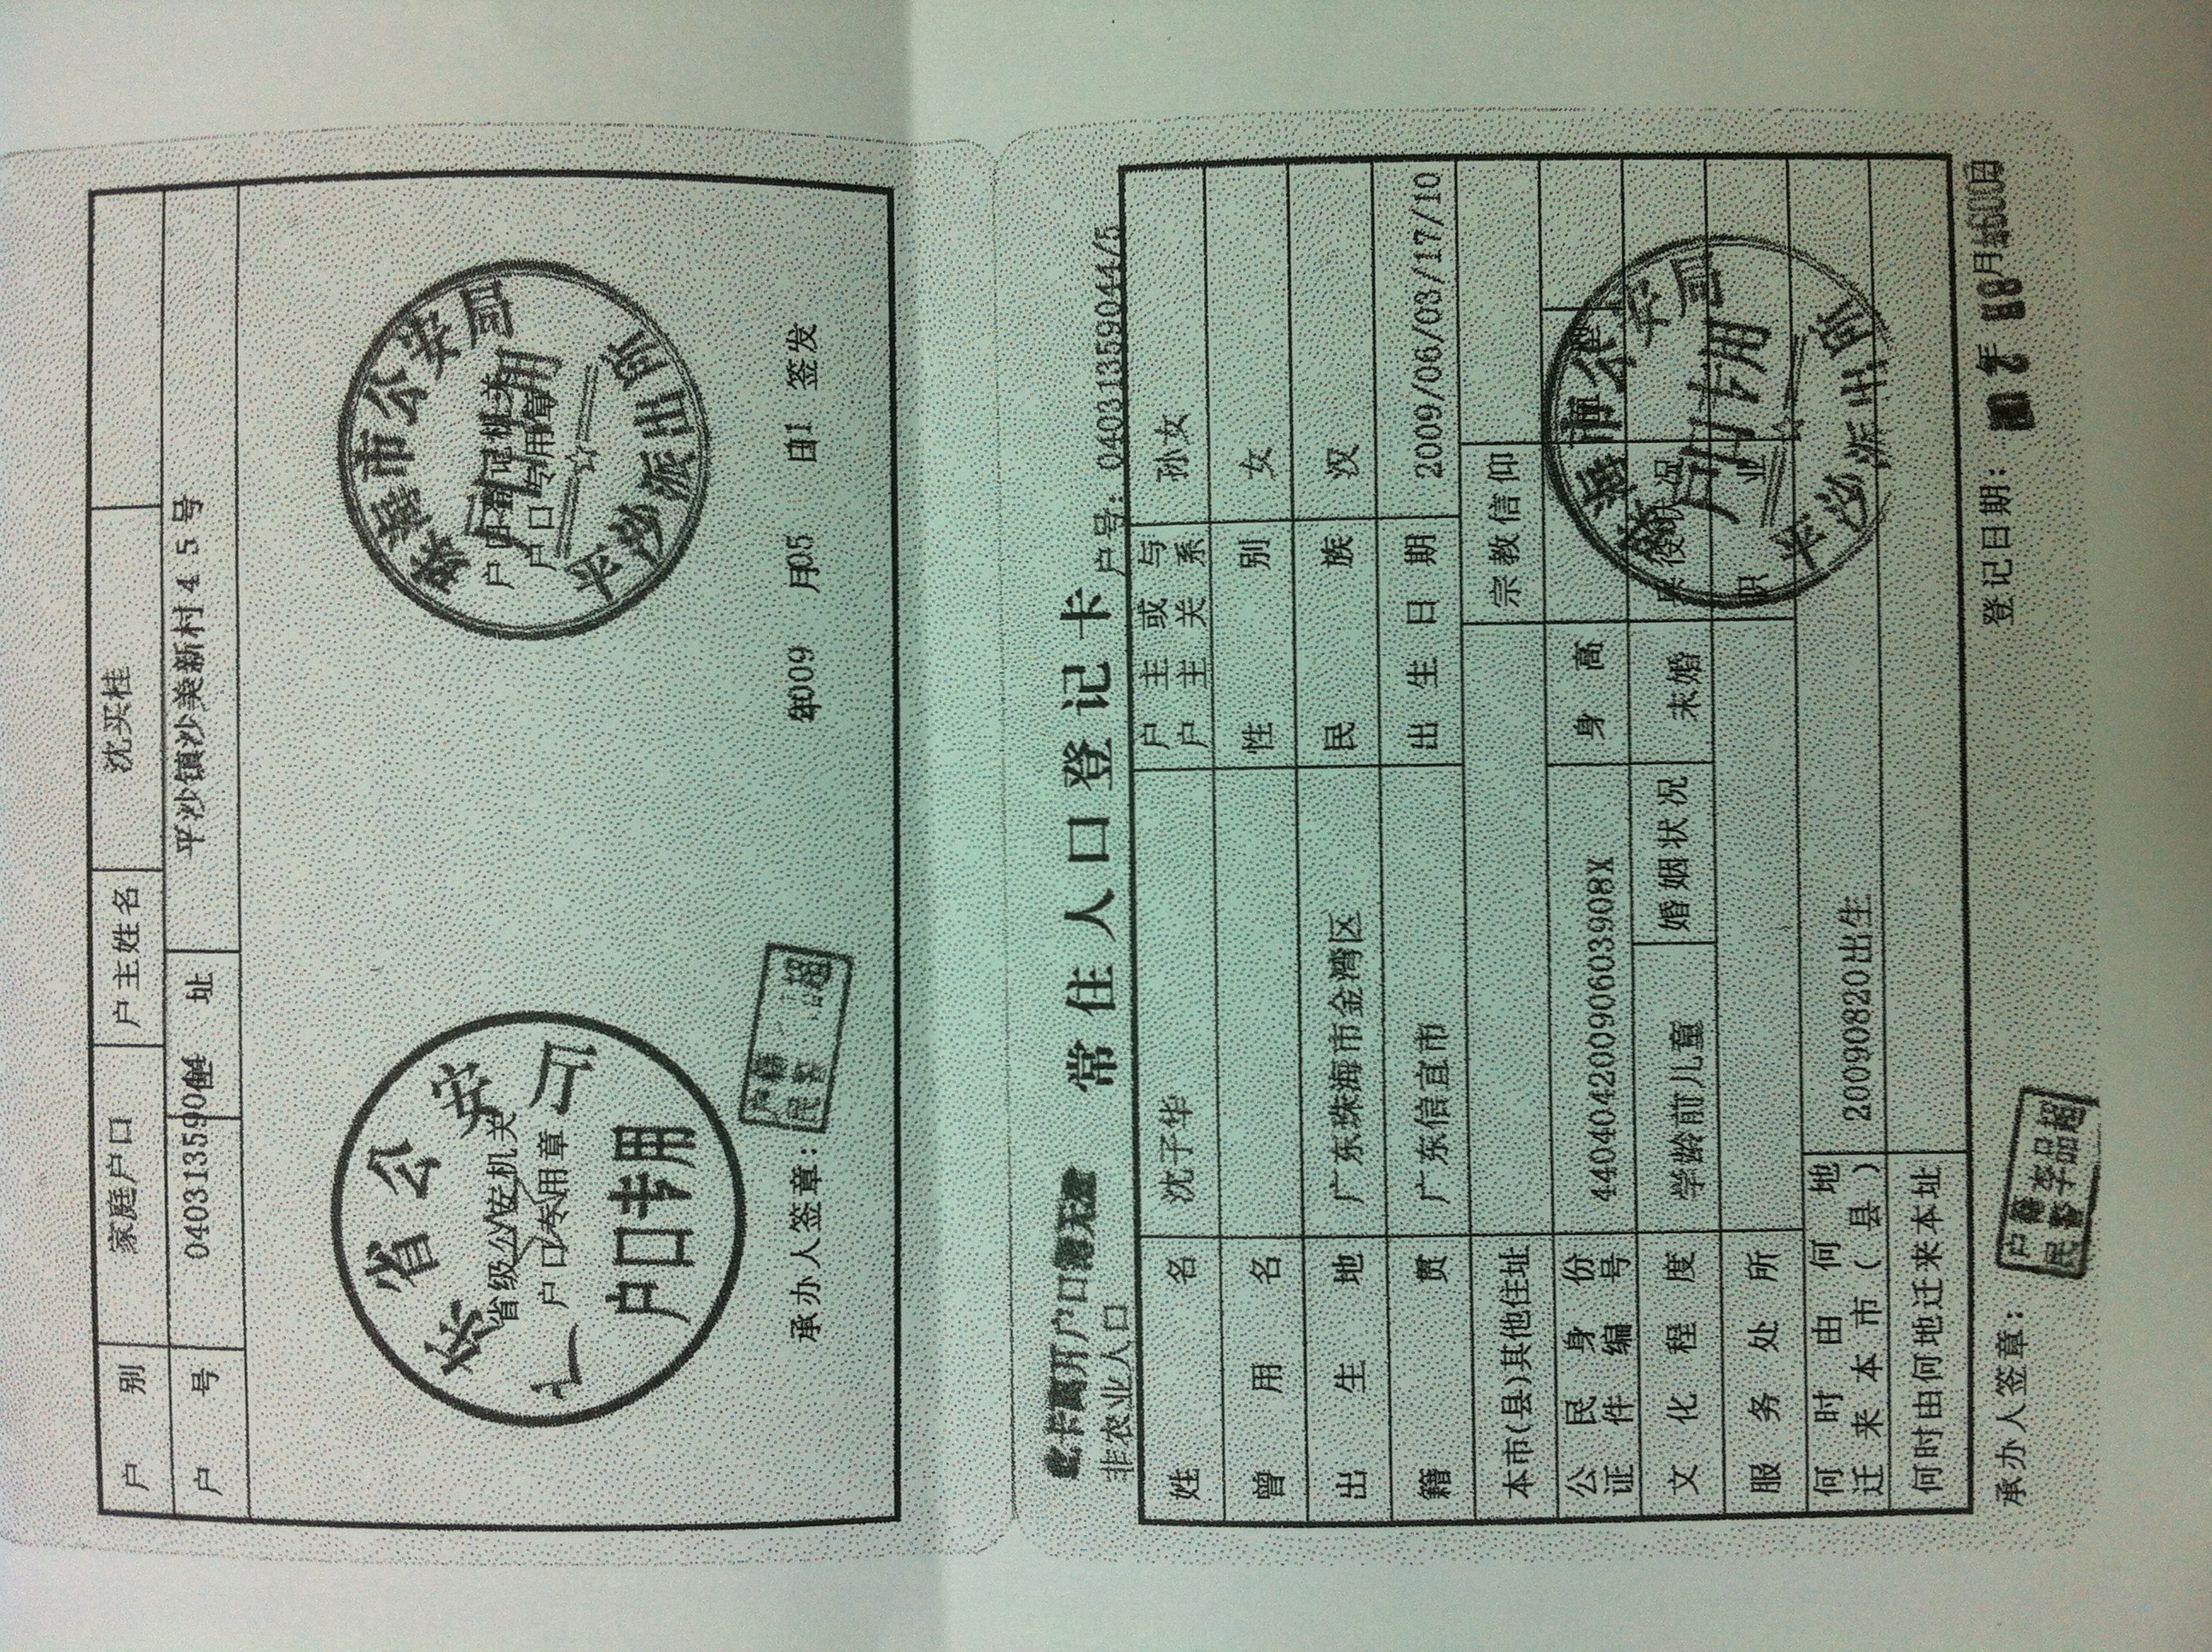 户 别 家庭户口 户主姓名 沈买桂
户 号 04031359044 住 址 平沙镇沙美新村45号
广东省公安厅
省级公安机关
户口专用章
户口专用
珠海市公安局
户口专用
户口登记机关
户口专用章
平沙派出所
承办人签章: 户籍民警 超
2009年 05月 日 签发
此卡离开户口簿无效
非农业人口
常住人口登记卡
户号: 04031359044/5
姓 名 沈子华 户主或与户主关系 孙女
曾用名 性 别 女
出生地 广东珠海市金湾区 民 族 汉
籍 贯 广东信宜市 出生日期 2009/06/03/17/10
本市(县)其他住址 宗教信仰
公民身份证件编号 44040420090603908X 身 高 血 型
文化程度 学龄前儿童 婚姻状况 未婚 兵役状况
服务处所 职 业
珠海市公安局
户口专用
平沙派出所
何时由何地迁来本市(县) 20090820出生
何时由何地迁来本址
承办人签章: 户籍民警 李品超
登记日期: 年 月 日